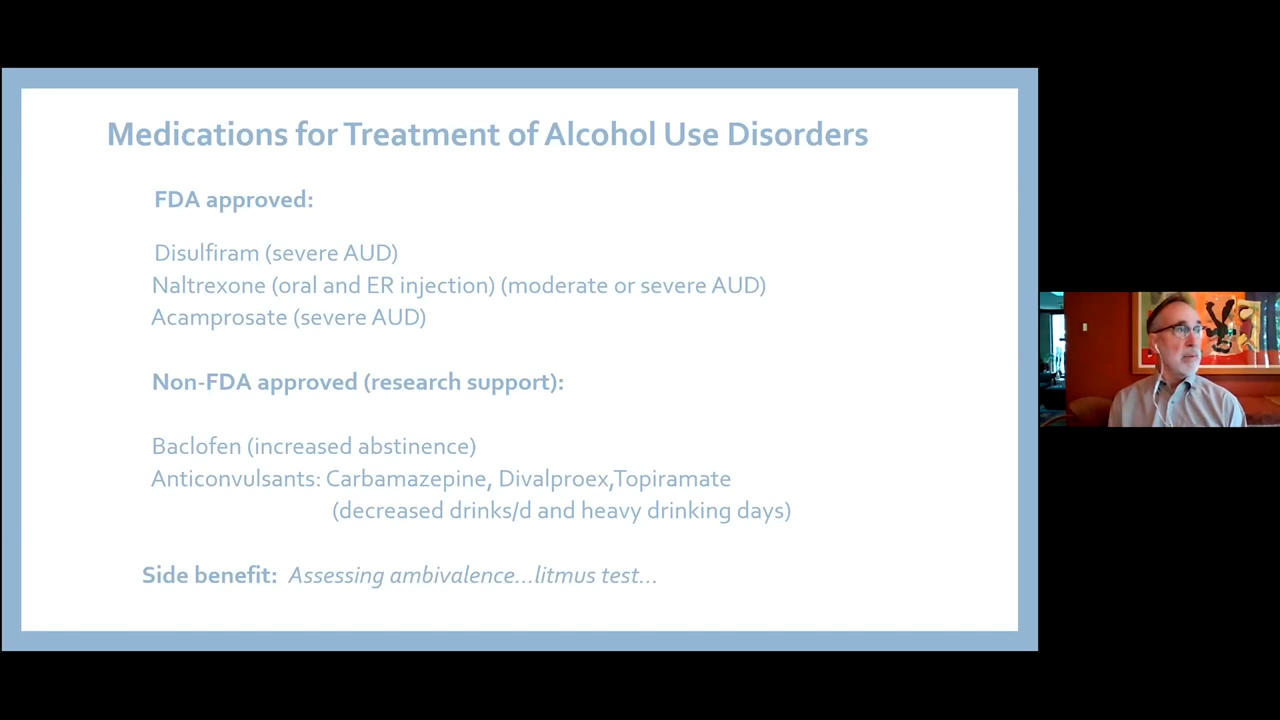 Medications for Treatment of Alcohol Use Disorders
FDA approved:
Disulfiram (severe AUD)
Naltrexone (oral and ER injection) (moderate or severe AUD)
Acamprosate (severe AUD)
Non-FDA approved (research support):
Baclofen (increased abstinence)
Anticonvulsants: Carbamazepine, Divalproex,Topiramate
(decreased drinks/d and heavy drinking days)
Side benefit: Assessing ambivalence...litmus test...